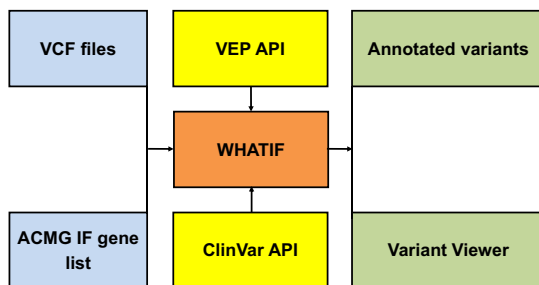 VCF files
VEP API
Annotated variants
WHATIF
ACMG IF gene
list
ClinVar API
Variant Viewer